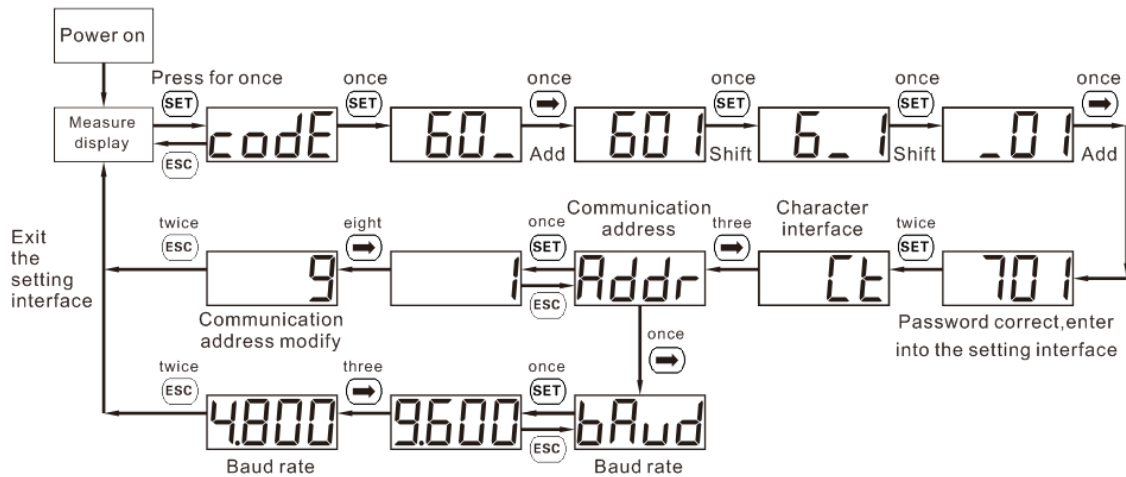 Power on
Press for once
once
once
once
once
once
SET
SET
➡
SET
SET
➡
Measure
display
codE
60_
601
6_1
_01
ESC
Add
Shift
Shift
Add
Communication
address
Character
interface
twice
eight
once
three
twice
ESC
➡
SET
➡
SET
Exit
the
setting
interface
9
1
Addr
Ct
701
ESC
Communication
address modify
Password correct,enter
into the setting interface
once
➡
twice
three
once
ESC
➡
SET
4.800
9.600
bAud
ESC
Baud rate
Baud rate